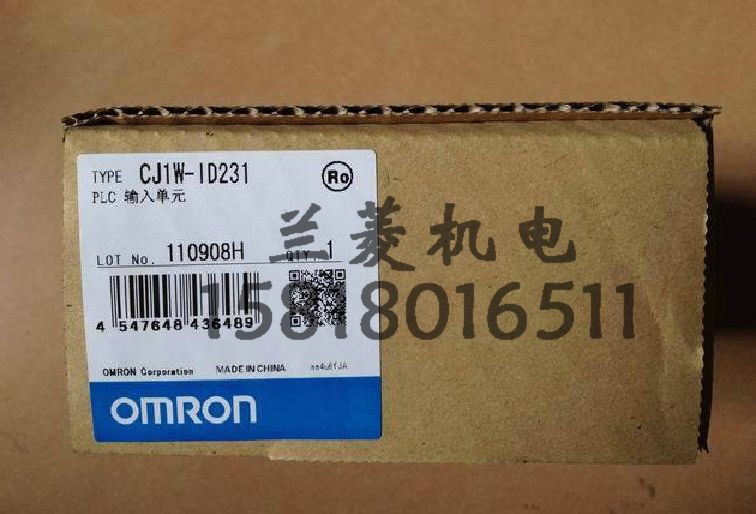 TYPE CJ1W-ID231
Ro
PLC 输入单元
兰菱机电
LOT No. 110908H QTY. 1
15818016511
4 547648 436489
OMRON Corporation MADE IN CHINA
OMRON